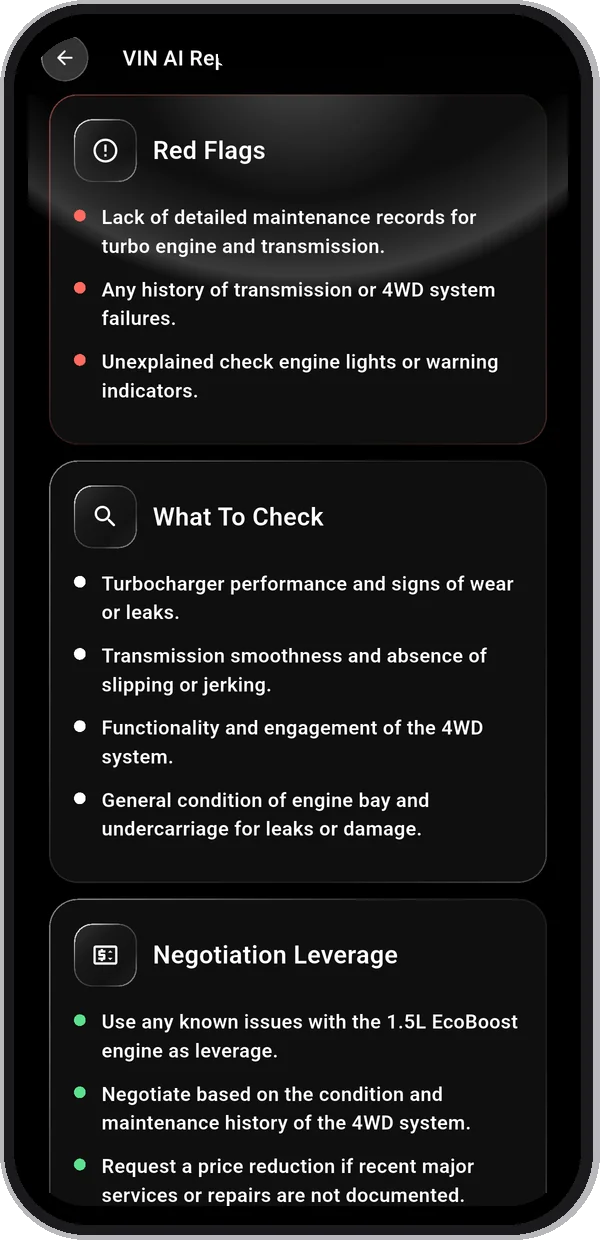 VIN AI Rep
Red Flags
Lack of detailed maintenance records for
turbo engine and transmission.
Any history of transmission or 4WD system
failures.
Unexplained check engine lights or warning
indicators.
What To Check
Turbocharger performance and signs of wear
or leaks.
Transmission smoothness and absence of
slipping or jerking.
Functionality and engagement of the 4WD
system.
General condition of engine bay and
undercarriage for leaks or damage.
Negotiation Leverage
Use any known issues with the 1.5L EcoBoost
engine as leverage.
Negotiate based on the condition and
maintenance history of the 4WD system.
Request a price reduction if recent major
services or repairs are not documented.